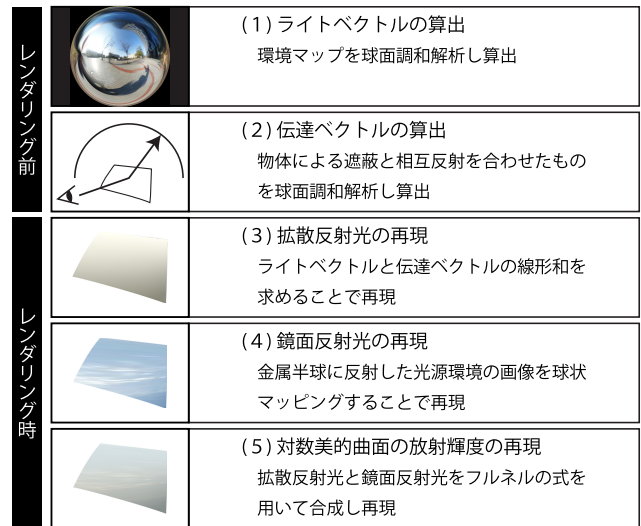 レンダリング前
(1)ライトベクトルの算出
環境マップを球面調和解析し算出
(2)伝達ベクトルの算出
物体による遮蔽と相互反射を合わせたもの
を球面調和解析し算出
レンダリング時
(3)拡散反射光の再現
ライトベクトルと伝達ベクトルの線形和を
求めることで再現
(4)鏡面反射光の再現
金属半球に反射した光源環境の画像を球状
マッピングすることで再現
(5)対数美的曲面の放射輝度の再現
拡散反射光と鏡面反射光をフルネルの式を
用いて合成し再現